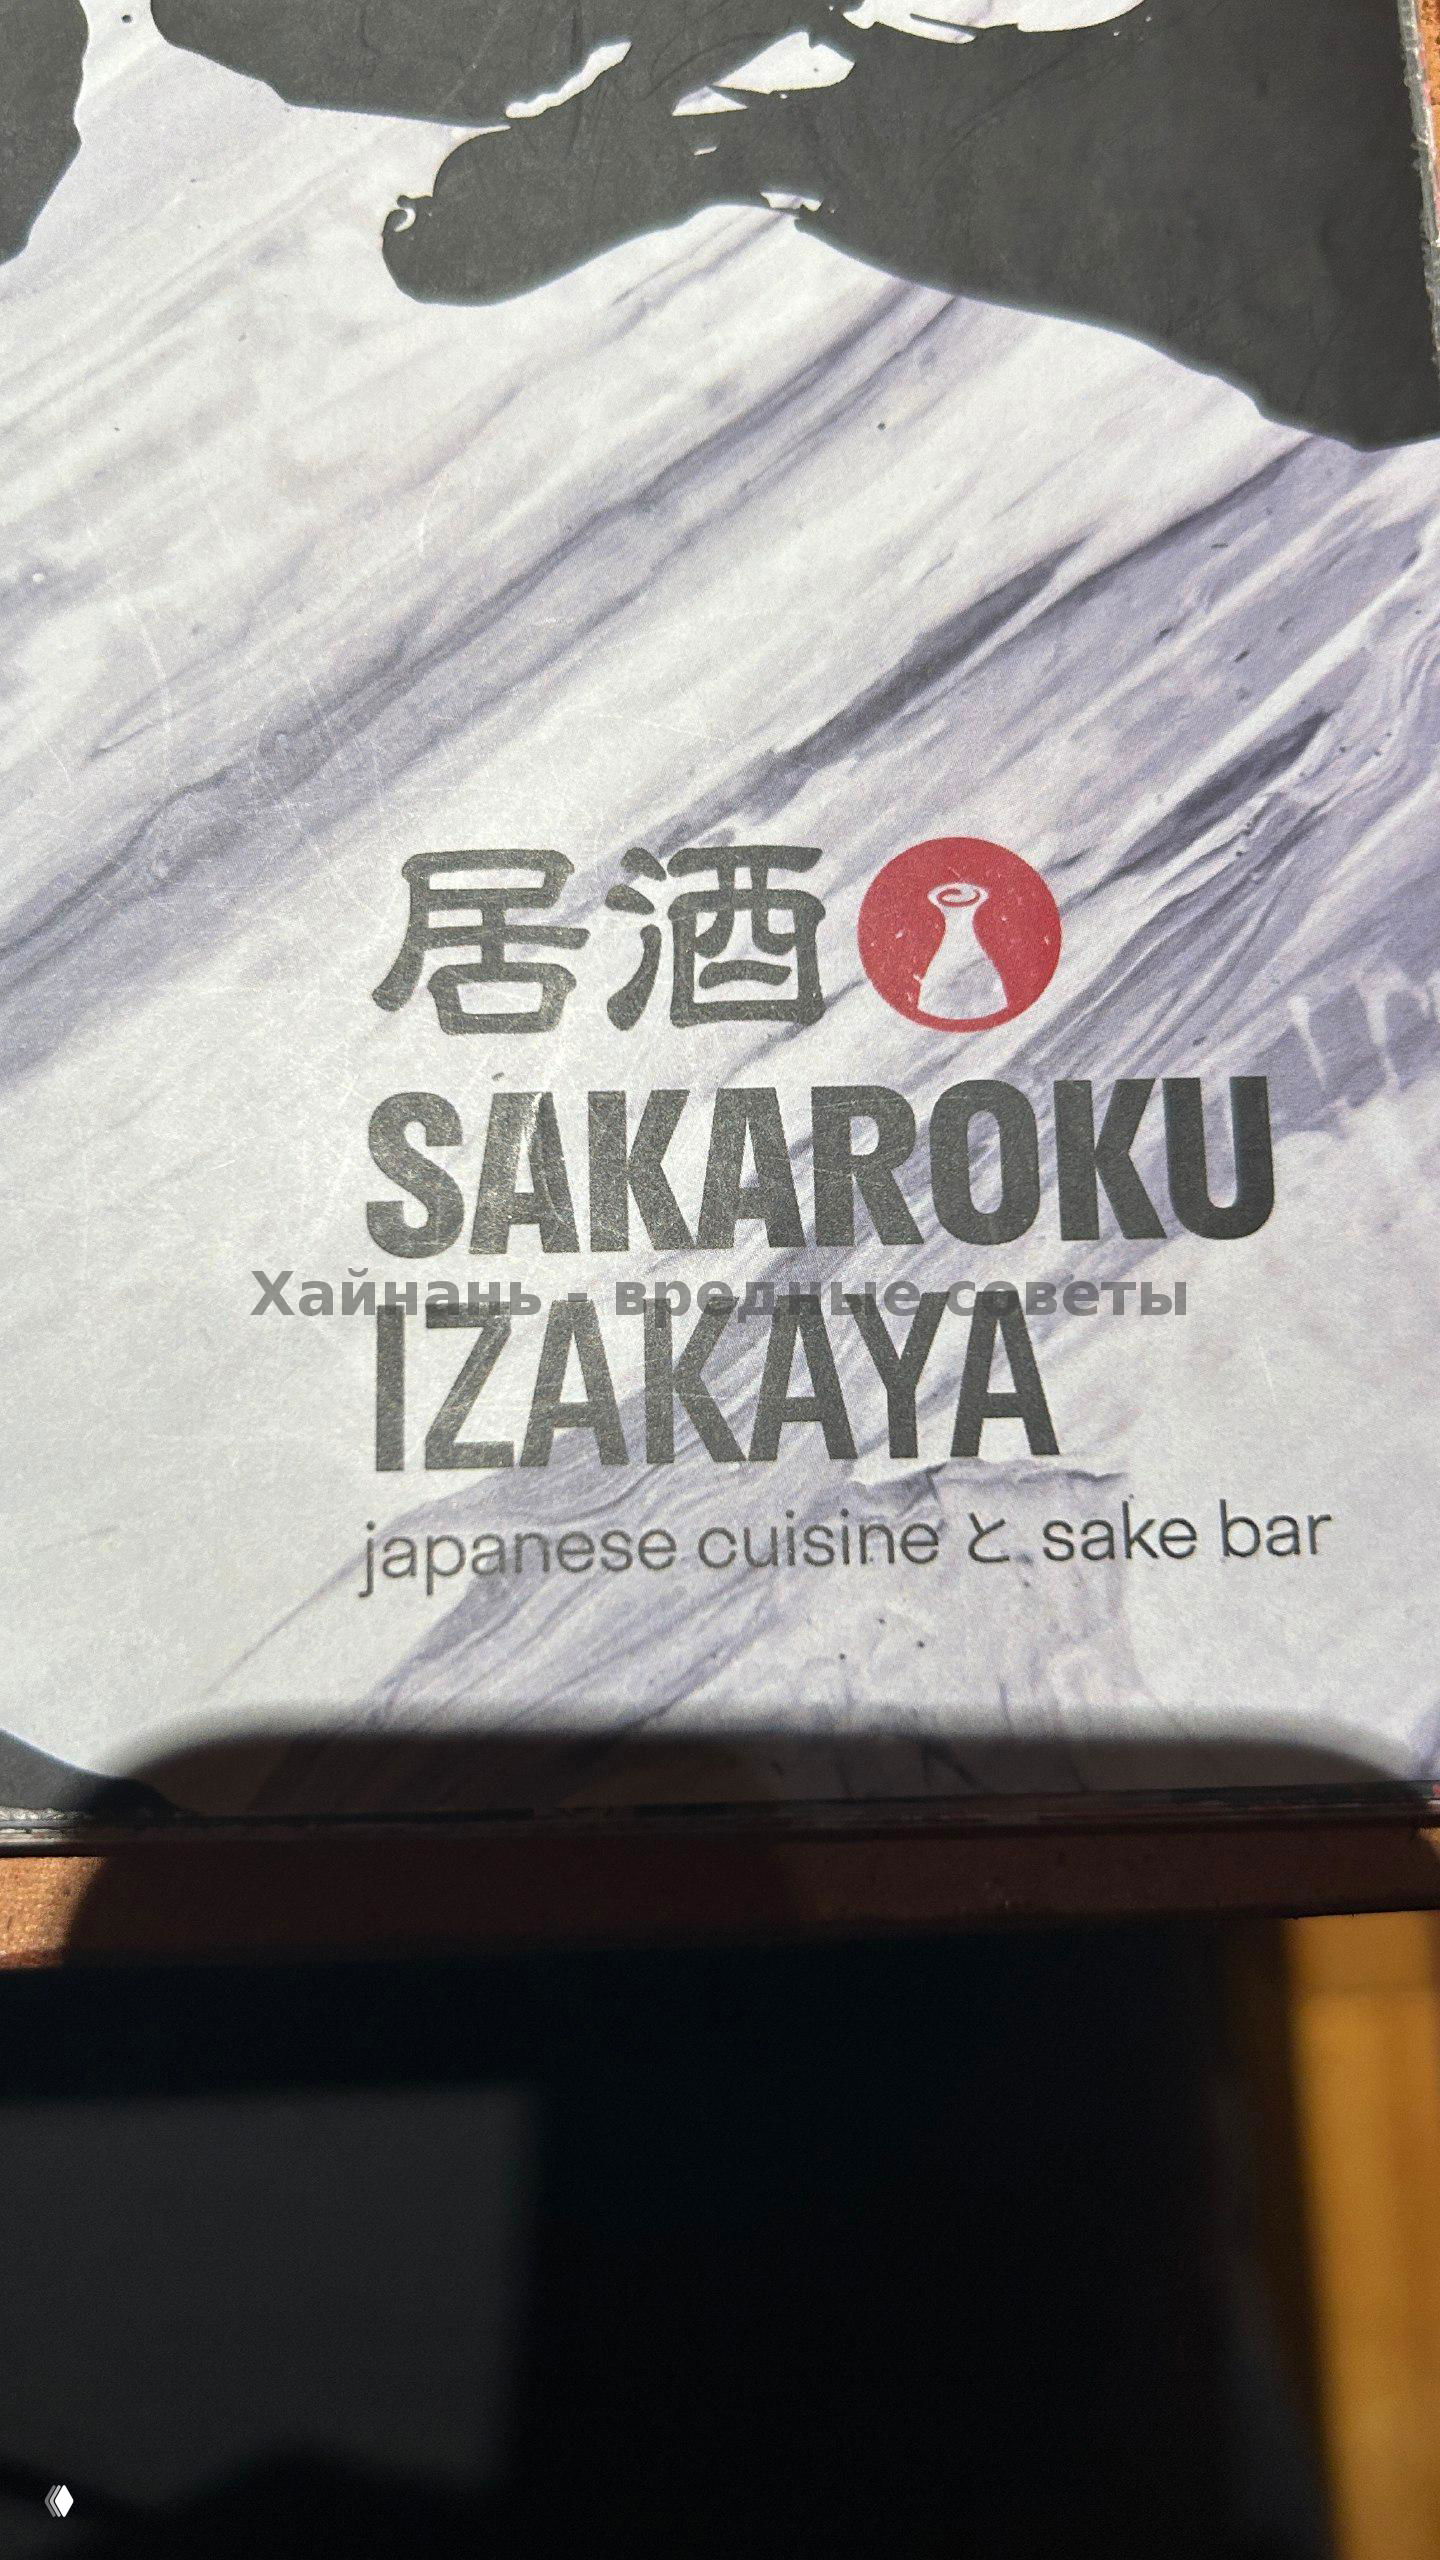 居酒
SAKAROKU
Хайнань - вредные советы
IZAKAYA
japanese cuisine と sake bar